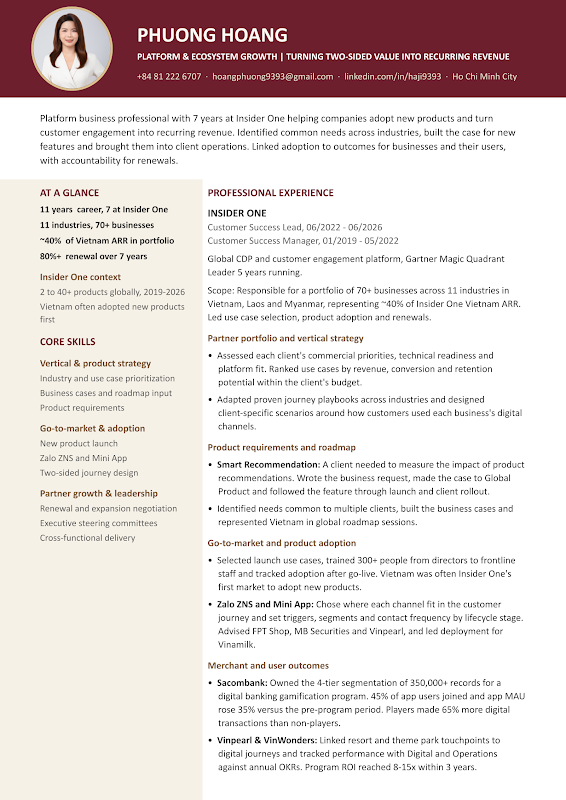 PHUONG HOANG
PLATFORM & ECOSYSTEM GROWTH | TURNING TWO-SIDED VALUE INTO RECURRING REVENUE
+84 81 222 6707 · hoangphuong9393@gmail.com · linkedin.com/in/haji9393 · Ho Chi Minh City
Platform business professional with 7 years at Insider One helping companies adopt new products and turn
customer engagement into recurring revenue. Identified common needs across industries, built the case for new
features and brought them into client operations. Linked adoption to outcomes for businesses and their users,
with accountability for renewals.
AT A GLANCE
11 years  career, 7 at Insider One
11 industries, 70+ businesses
~40%  of Vietnam ARR in portfolio
80%+  renewal over 7 years
Insider One context
2 to 40+ products globally, 2019-2026
Vietnam often adopted new products
first
CORE SKILLS
Vertical & product strategy
Industry and use case prioritization
Business cases and roadmap input
Product requirements
Go-to-market & adoption
New product launch
Zalo ZNS and Mini App
Two-sided journey design
Partner growth & leadership
Renewal and expansion negotiation
Executive steering committees
Cross-functional delivery
PROFESSIONAL EXPERIENCE
INSIDER ONE
Customer Success Lead, 06/2022 - 06/2026
Customer Success Manager, 01/2019 - 05/2022
Global CDP and customer engagement platform, Gartner Magic Quadrant
Leader 5 years running.
Scope: Responsible for a portfolio of 70+ businesses across 11 industries in
Vietnam, Laos and Myanmar, representing ~40% of Insider One Vietnam ARR.
Led use case selection, product adoption and renewals.
Partner portfolio and vertical strategy
• Assessed each client's commercial priorities, technical readiness and
platform fit. Ranked use cases by revenue, conversion and retention
potential within the client's budget.
• Adapted proven journey playbooks across industries and designed
client-specific scenarios around how customers used each business's digital
channels.
Product requirements and roadmap
• Smart Recommendation: A client needed to measure the impact of product
recommendations. Wrote the business request, made the case to Global
Product and followed the feature through launch and client rollout.
• Identified needs common to multiple clients, built the business cases and
represented Vietnam in global roadmap sessions.
Go-to-market and product adoption
• Selected launch use cases, trained 300+ people from directors to frontline
staff and tracked adoption after go-live. Vietnam was often Insider One's
first market to adopt new products.
• Zalo ZNS and Mini App: Chose where each channel fit in the customer
journey and set triggers, segments and contact frequency by lifecycle stage.
Advised FPT Shop, MB Securities and Vinpearl, and led deployment for
Vinamilk.
Merchant and user outcomes
• Sacombank: Owned the 4-tier segmentation of 350,000+ records for a
digital banking gamification program. 45% of app users joined and app MAU
rose 35% versus the pre-program period. Players made 65% more digital
transactions than non-players.
• Vinpearl & VinWonders: Linked resort and theme park touchpoints to
digital journeys and tracked performance with Digital and Operations
against annual OKRs. Program ROI reached 8-15x within 3 years.